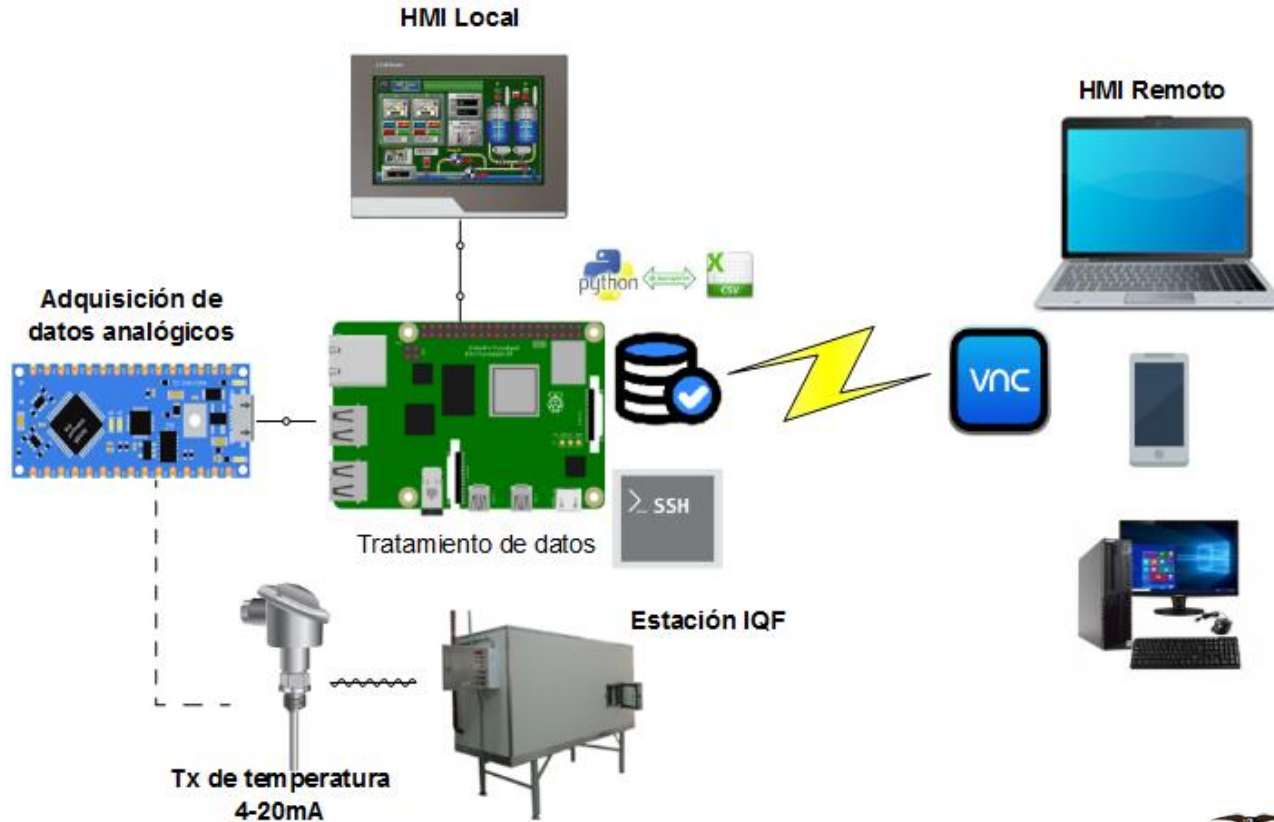 HMI Local
HMI Remoto
python
X
CSV
Adquisición de
datos analógicos
vnc
>_ SSH
Tratamiento de datos
Estación IQF
Tx de temperatura
4-20mA